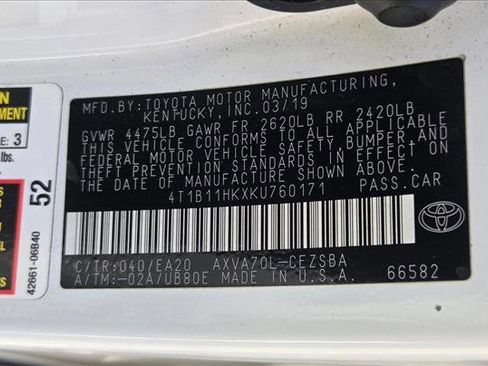 MFD.BY: TOYOTA MOTOR MANUFACTURING,
KENTUCKY, INC. 03/19
GVWR 4475LB GAWR FR 2620LB RR 2420LB
THIS VEHICLE CONFORMS TO ALL APPLICABLE
FEDERAL MOTOR VEHICLE SAFETY, BUMPER, AND
THEFT PREVENTION STANDARDS IN EFFECT ON
THE DATE OF MANUFACTURE SHOWN ABOVE.
4T1B11HKXKU760171 PASS.CAR
C/TR:040/EA20 AXVA70L-CEZSBA
A/TM:-02A/UB80E MADE IN U.S.A. 66582
TOYOTA
E: 3
lbs.
52
42661-06B40